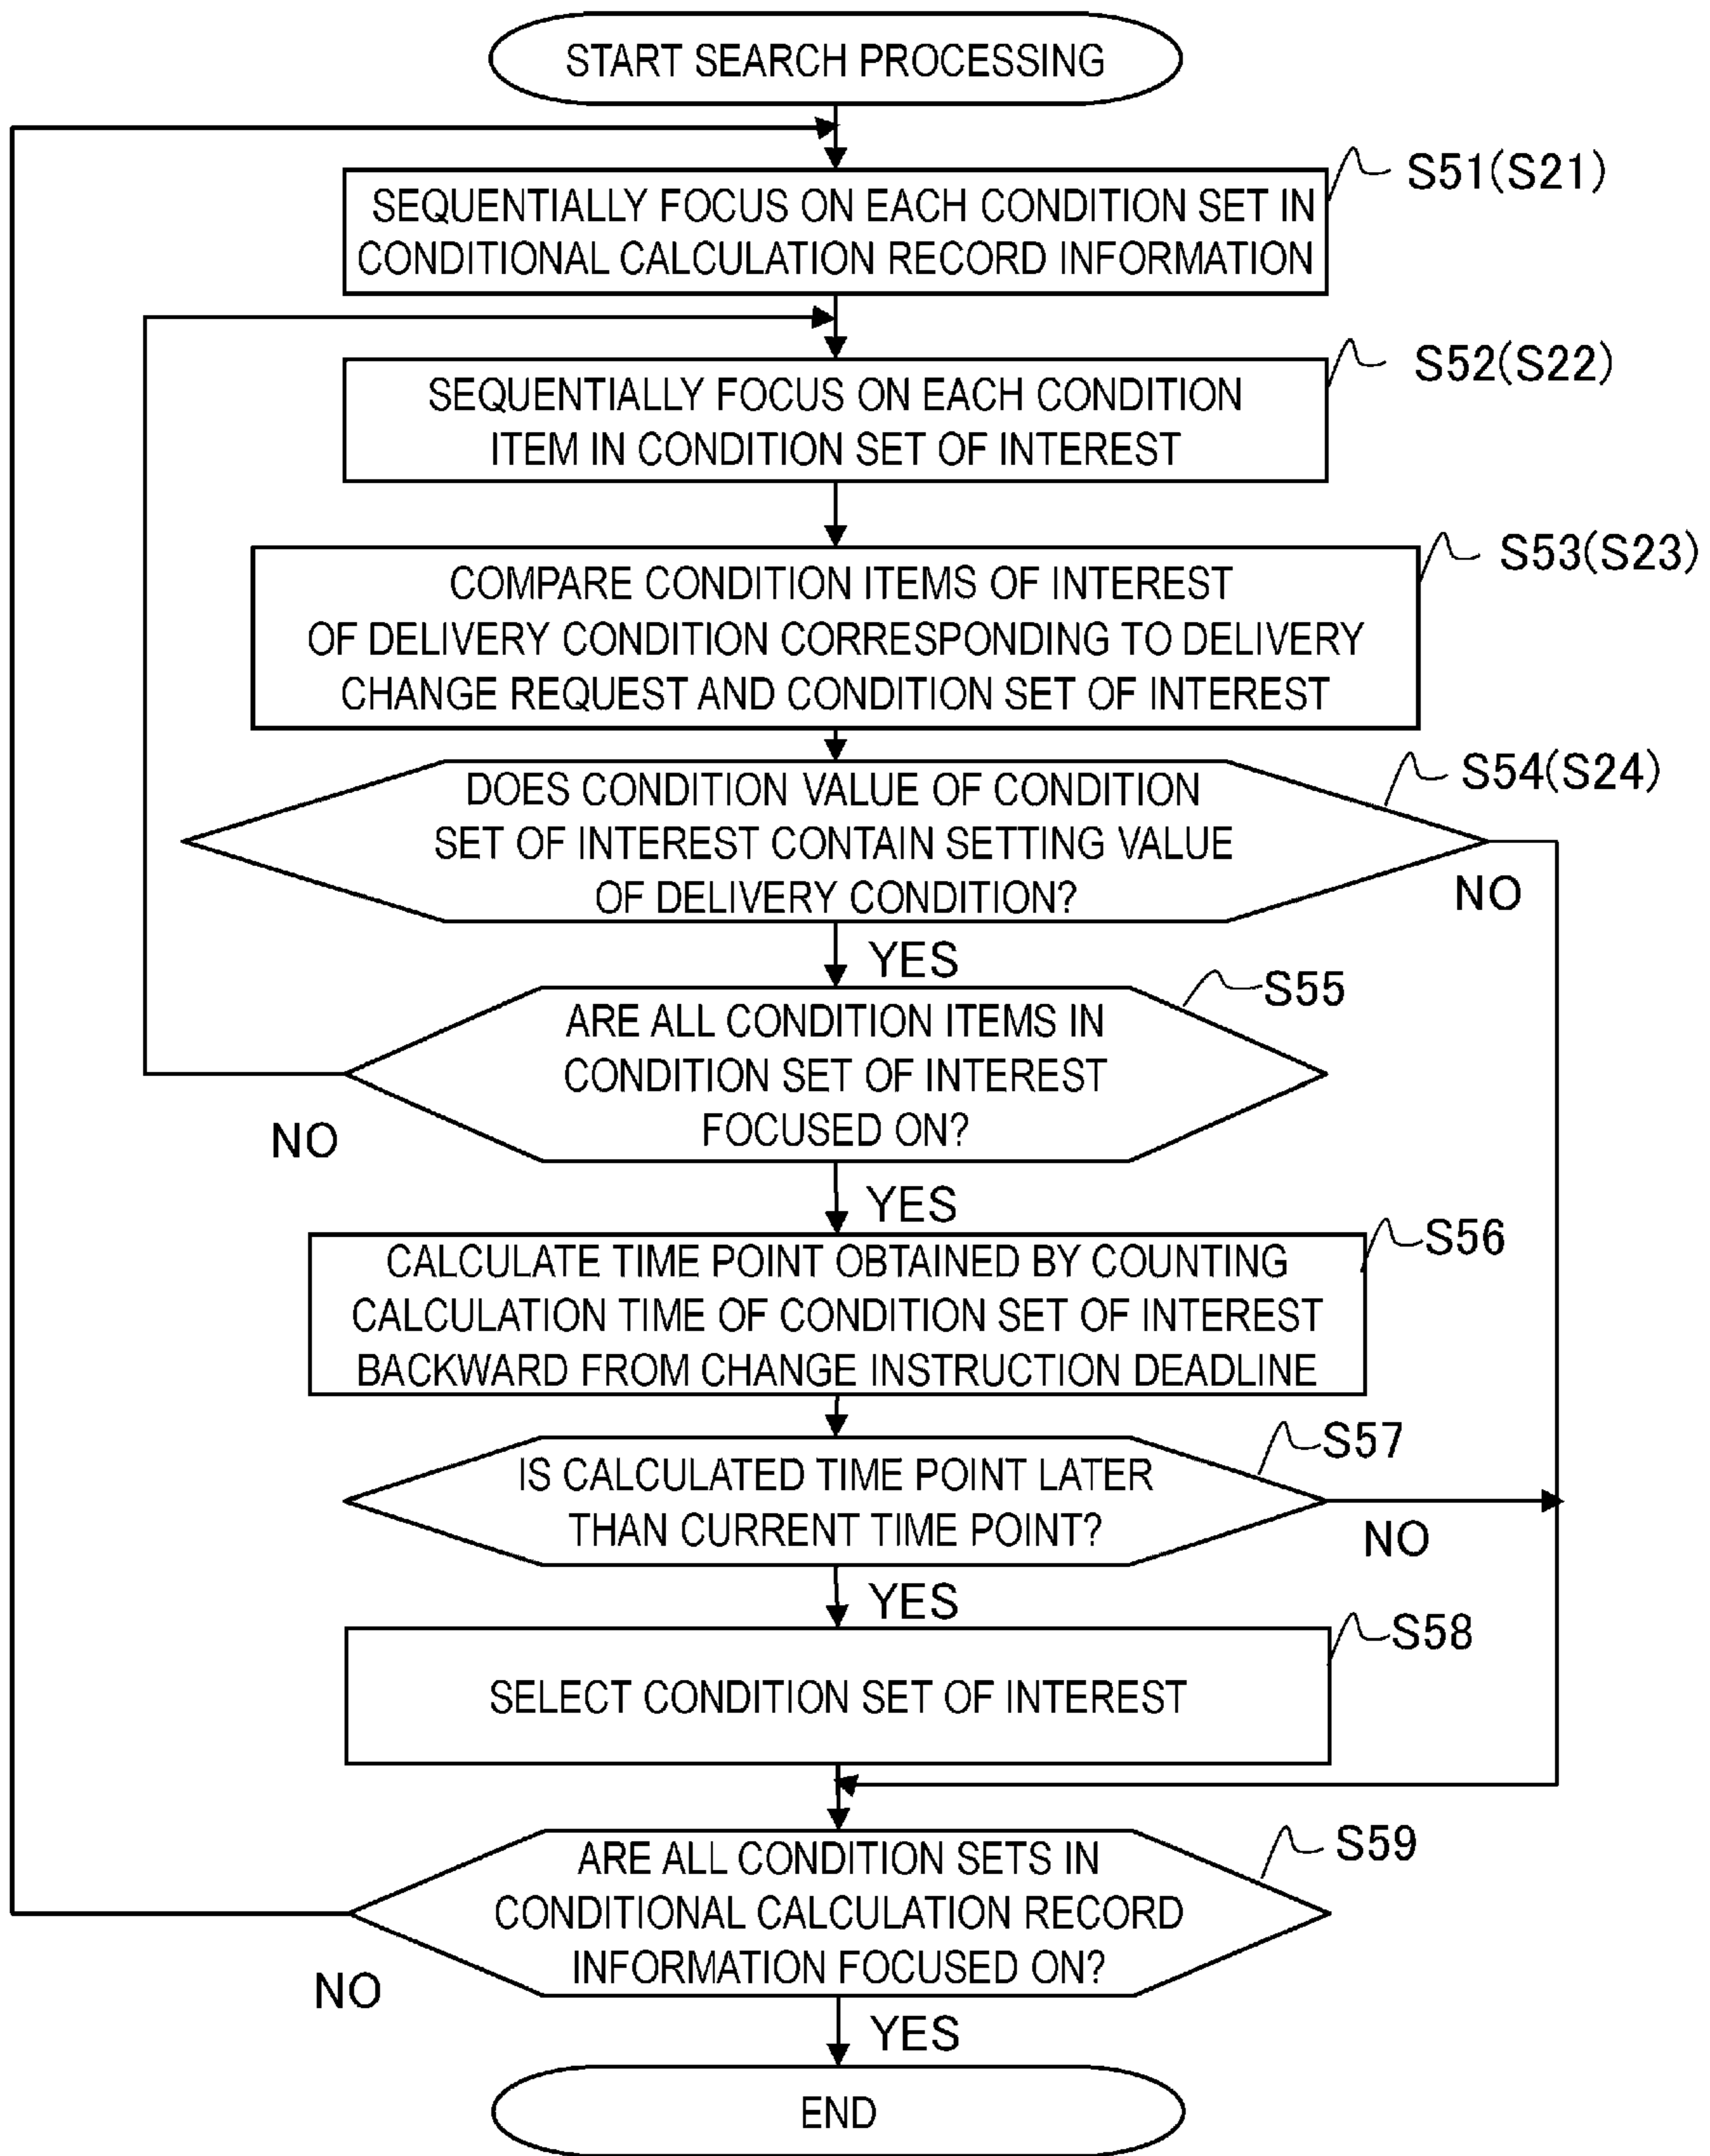 START SEARCH PROCESSING
S51(S21)
SEQUENTIALLY FOCUS ON EACH CONDITION SET IN
CONDITIONAL CALCULATION RECORD INFORMATION
S52(S22)
SEQUENTIALLY FOCUS ON EACH CONDITION
ITEM IN CONDITION SET OF INTEREST
S53(S23)
COMPARE CONDITION ITEMS OF INTEREST
OF DELIVERY CONDITION CORRESPONDING TO DELIVERY
CHANGE REQUEST AND CONDITION SET OF INTEREST
S54(S24)
DOES CONDITION VALUE OF CONDITION
SET OF INTEREST CONTAIN SETTING VALUE
OF DELIVERY CONDITION?
NO
YES
S55
ARE ALL CONDITION ITEMS IN
CONDITION SET OF INTEREST
FOCUSED ON?
NO
YES
S56
CALCULATE TIME POINT OBTAINED BY COUNTING
CALCULATION TIME OF CONDITION SET OF INTEREST
BACKWARD FROM CHANGE INSTRUCTION DEADLINE
S57
IS CALCULATED TIME POINT LATER
THAN CURRENT TIME POINT?
NO
YES
S58
SELECT CONDITION SET OF INTEREST
S59
ARE ALL CONDITION SETS IN
CONDITIONAL CALCULATION RECORD
INFORMATION FOCUSED ON?
NO
YES
END